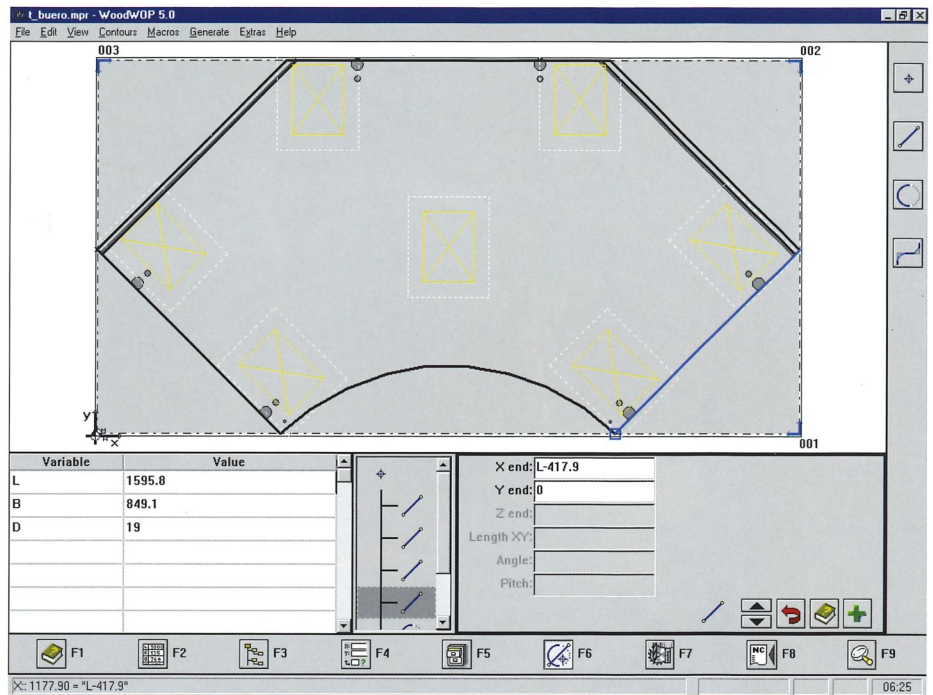 t_buero.mpr - WoodWOP 5.0
File Edit View Contours Macros Generate Extras Help
003
002
Y
X
001
Variable Value
L 1595.8
B 849.1
D 19
X end: L-417.9
Y end: 0
Z end:
Length XY:
Angle:
Pitch:
F1 F2 F3 F4 F5 F6 F7 NC F8 F9
X:: 1177.90 = "L-417.9" 06:25